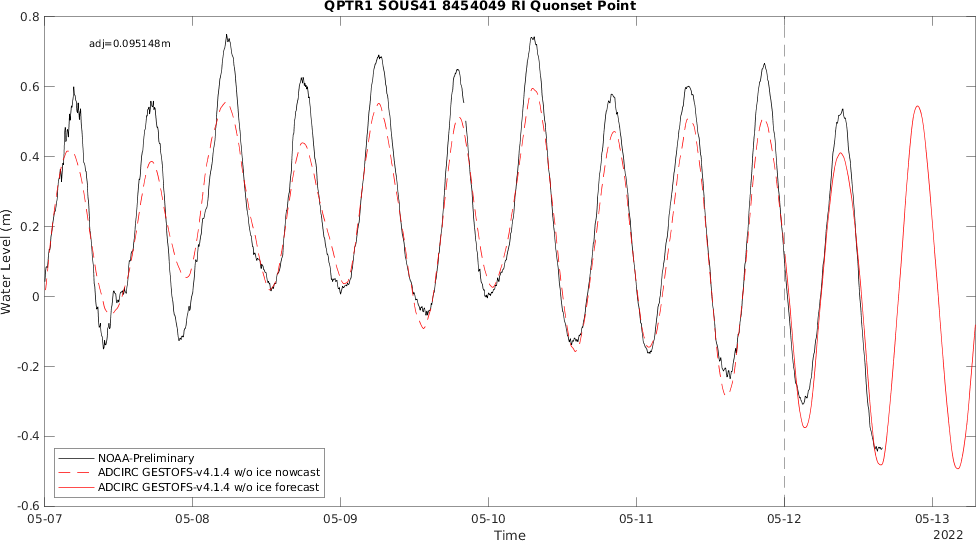 QPTR1 SOUS41 8454049 RI Quonset Point
adj=0.095148m
0.8
0.6
0.4
0.2
0
-0.2
-0.4
-0.6
Water Level (m)
NOAA-Preliminary
ADCIRC GESTOFS-v4.1.4 w/o ice nowcast
ADCIRC GESTOFS-v4.1.4 w/o ice forecast
05-07 05-08 05-09 05-10 05-11 05-12 05-13
Time
2022